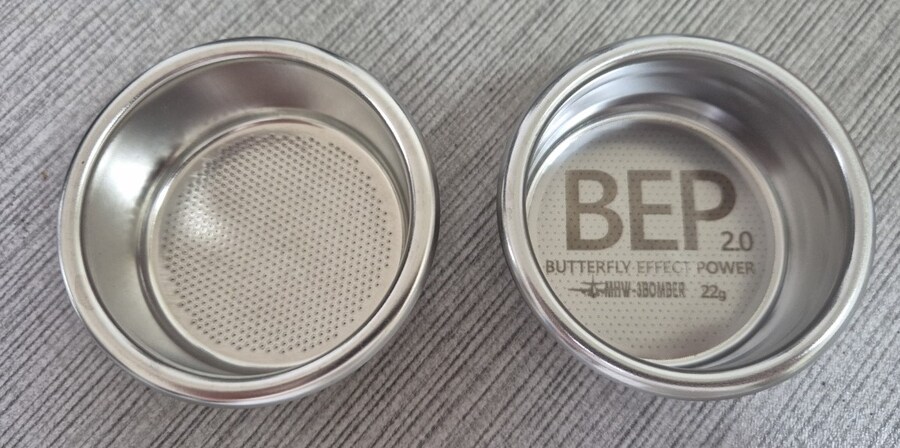 BEP 2.0
BUTTERFLY EFFECT POWER
MHW-3BOMBER 22g